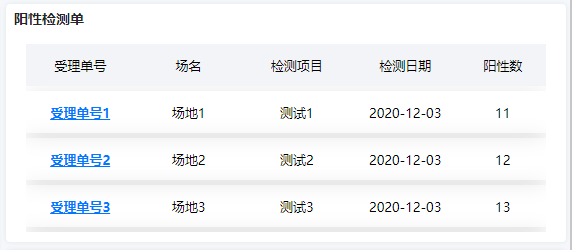 阳性检测单
受理单号 场名 检测项目 检测日期 阳性数
受理单号1 场地1 测试1 2020-12-03 11
受理单号2 场地2 测试2 2020-12-03 12
受理单号3 场地3 测试3 2020-12-03 13